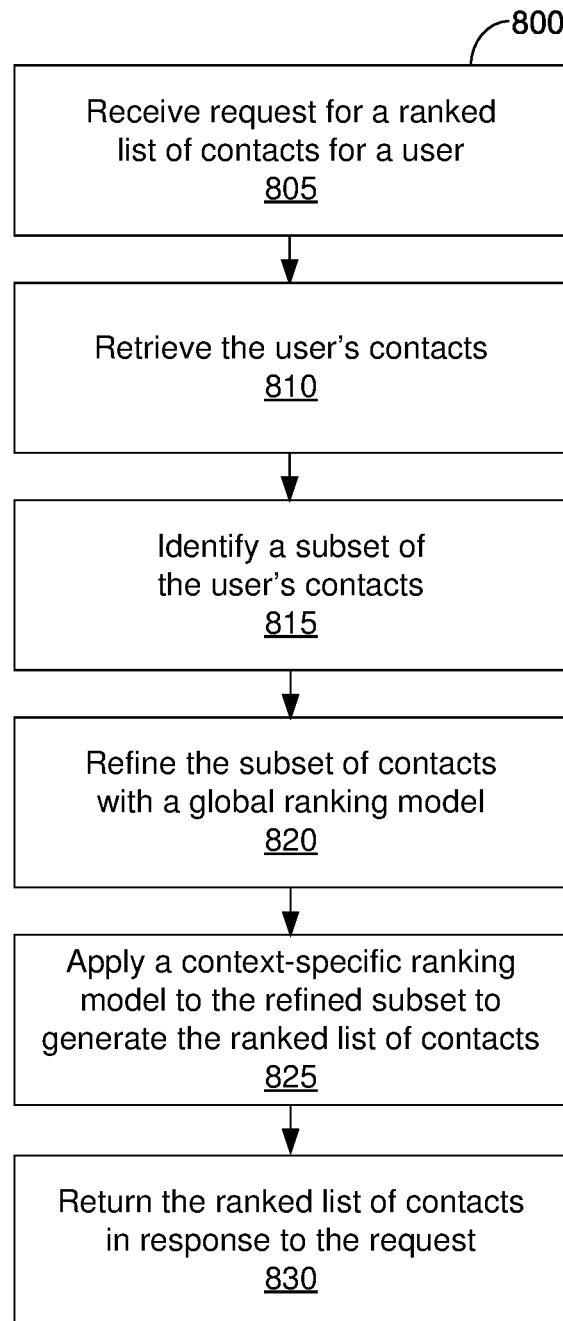 800
Receive request for a ranked
list of contacts for a user
805
Retrieve the user's contacts
810
Identify a subset of
the user's contacts
815
Refine the subset of contacts
with a global ranking model
820
Apply a context-specific ranking
model to the refined subset to
generate the ranked list of contacts
825
Return the ranked list of contacts
in response to the request
830